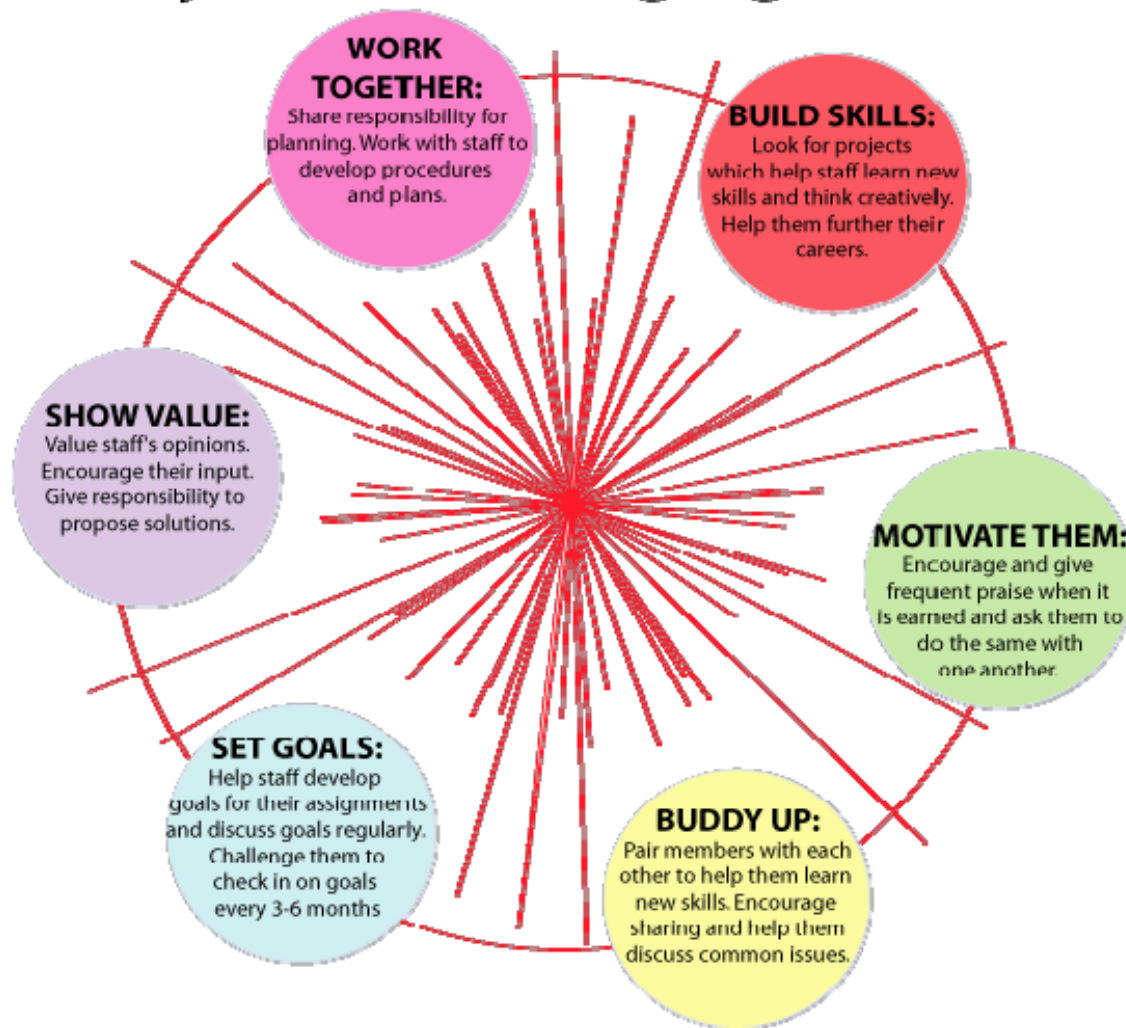 WORK
TOGETHER:
Share responsibility for
planning. Work with staff to
develop procedures
and plans.
BUILD SKILLS:
Look for projects
which help staff learn new
skills and think creatively.
Help them further their
careers.
SHOW VALUE:
Value staff's opinions.
Encourage their input.
Give responsibility to
propose solutions.
MOTIVATE THEM:
Encourage and give
frequent praise when it
is earned and ask them to
do the same with
one another.
SET GOALS:
Help staff develop
goals for their assignments
and discuss goals regularly.
Challenge them to
check in on goals
every 3-6 months
BUDDY UP:
Pair members with each
other to help them learn
new skills. Encourage
sharing and help them
discuss common issues.